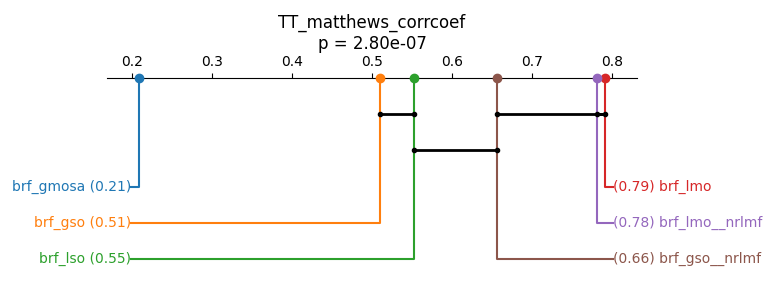 TT_matthews_corrcoef
p = 2.80e-07
0.2 0.3 0.4 0.5 0.6 0.7 0.8
brf_gmosa (0.21) (0.79) brf_lmo
brf_gso (0.51) (0.78) brf_lmo__nrlmf
brf_lso (0.55) (0.66) brf_gso__nrlmf